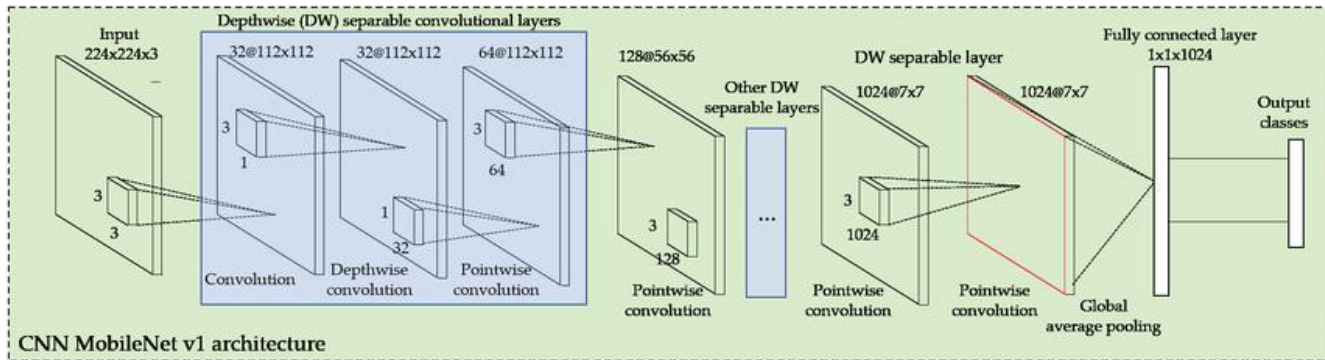 Depthwise (DW) separable convolutional layers
Input
224x224x3
32@112x112
32@112x112
64@112x112
128@56x56
Other DW
separable layers
DW separable layer
1024@7x7
1024@7x7
Fully connected layer
1x1x1024
Output
classes
3
3
3
1
1
32
3
64
3
128
...
3
1024
Convolution
Depthwise
convolution
Pointwise
convolution
Pointwise
convolution
Pointwise
convolution
Pointwise
convolution
Global
average pooling
CNN MobileNet v1 architecture